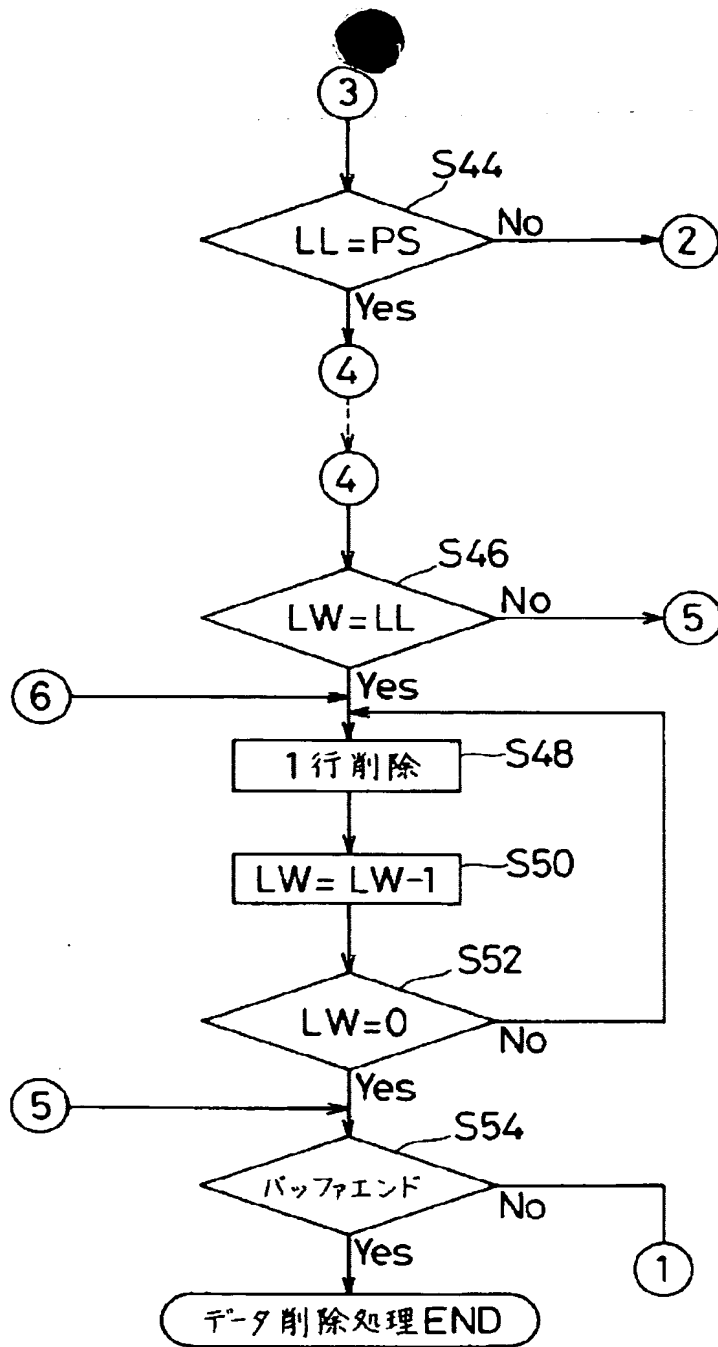 ③
S44
LL=PS
No
②
Yes
④
④
S46
LW=LL
No
⑤
Yes
⑥
1行削除
S48
LW=LW-1
S50
S52
LW=0
No
Yes
⑤
S54
バッファエンド
No
①
Yes
データ削除処理END